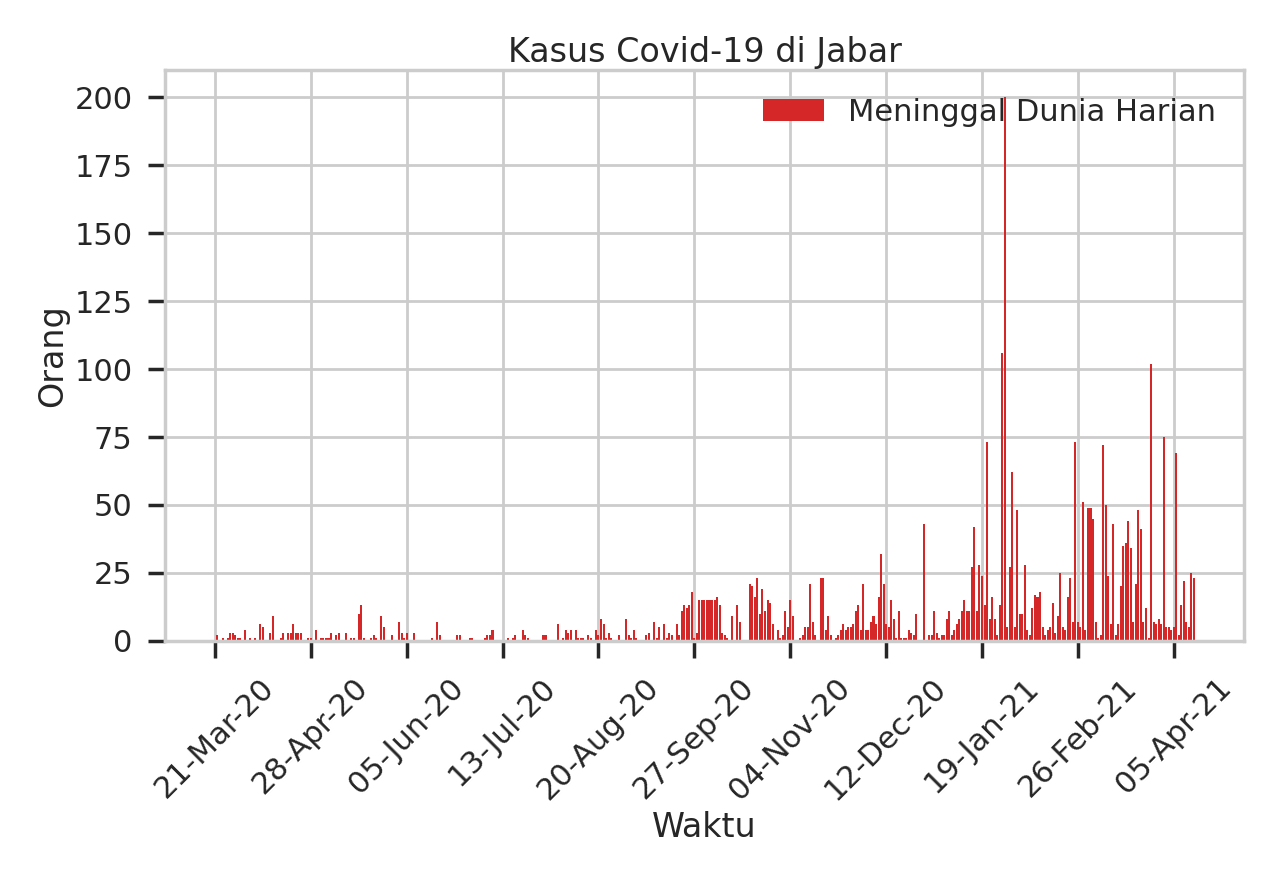 Kasus Covid-19 di Jabar
Meninggal Dunia Harian
Orang
200
175
150
125
100
75
50
25
0
21-Mar-20
28-Apr-20
05-Jun-20
13-Jul-20
20-Aug-20
27-Sep-20
04-Nov-20
12-Dec-20
19-Jan-21
26-Feb-21
05-Apr-21
Waktu